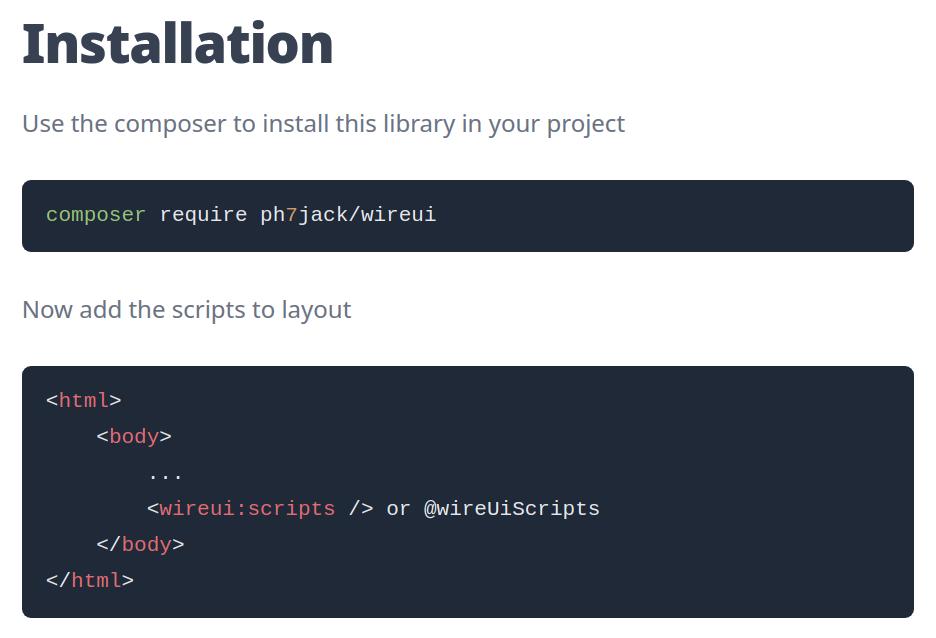 Installation
Use the composer to install this library in your project
composer require ph7jack/wireui
Now add the scripts to layout
<html>
    <body>
        ...
        <wireui:scripts /> or @wireUiScripts
    </body>
</html>